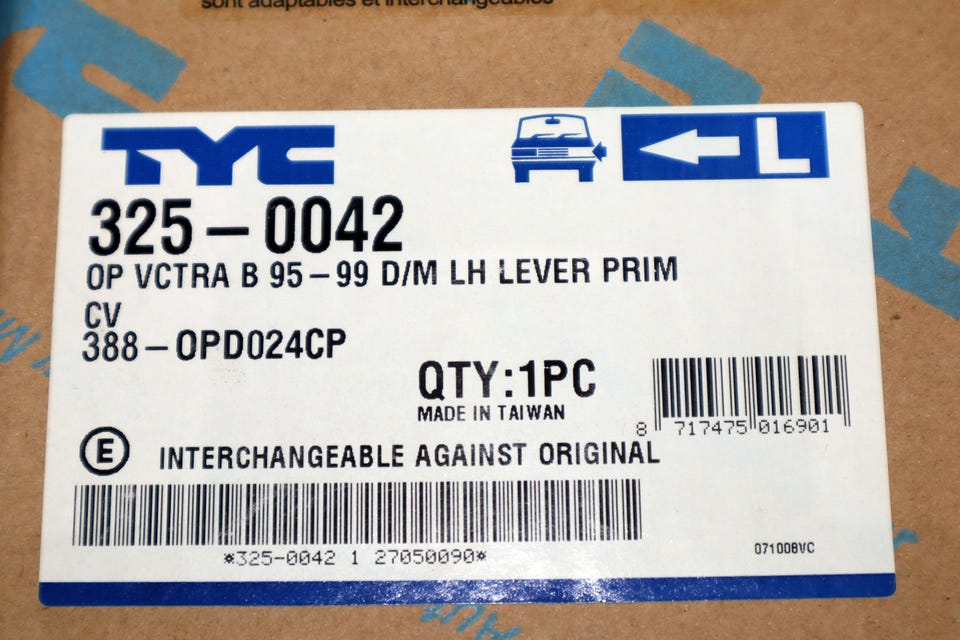 sont adaptables et interchangeables
TYC
L
325-0042
OP VCTRA B 95-99 D/M LH LEVER PRIM
CV
388-OPD024CP
QTY:1PC
MADE IN TAIWAN
8 717475 016901
E INTERCHANGEABLE AGAINST ORIGINAL
*325-0042 1 27050090*
071008VC